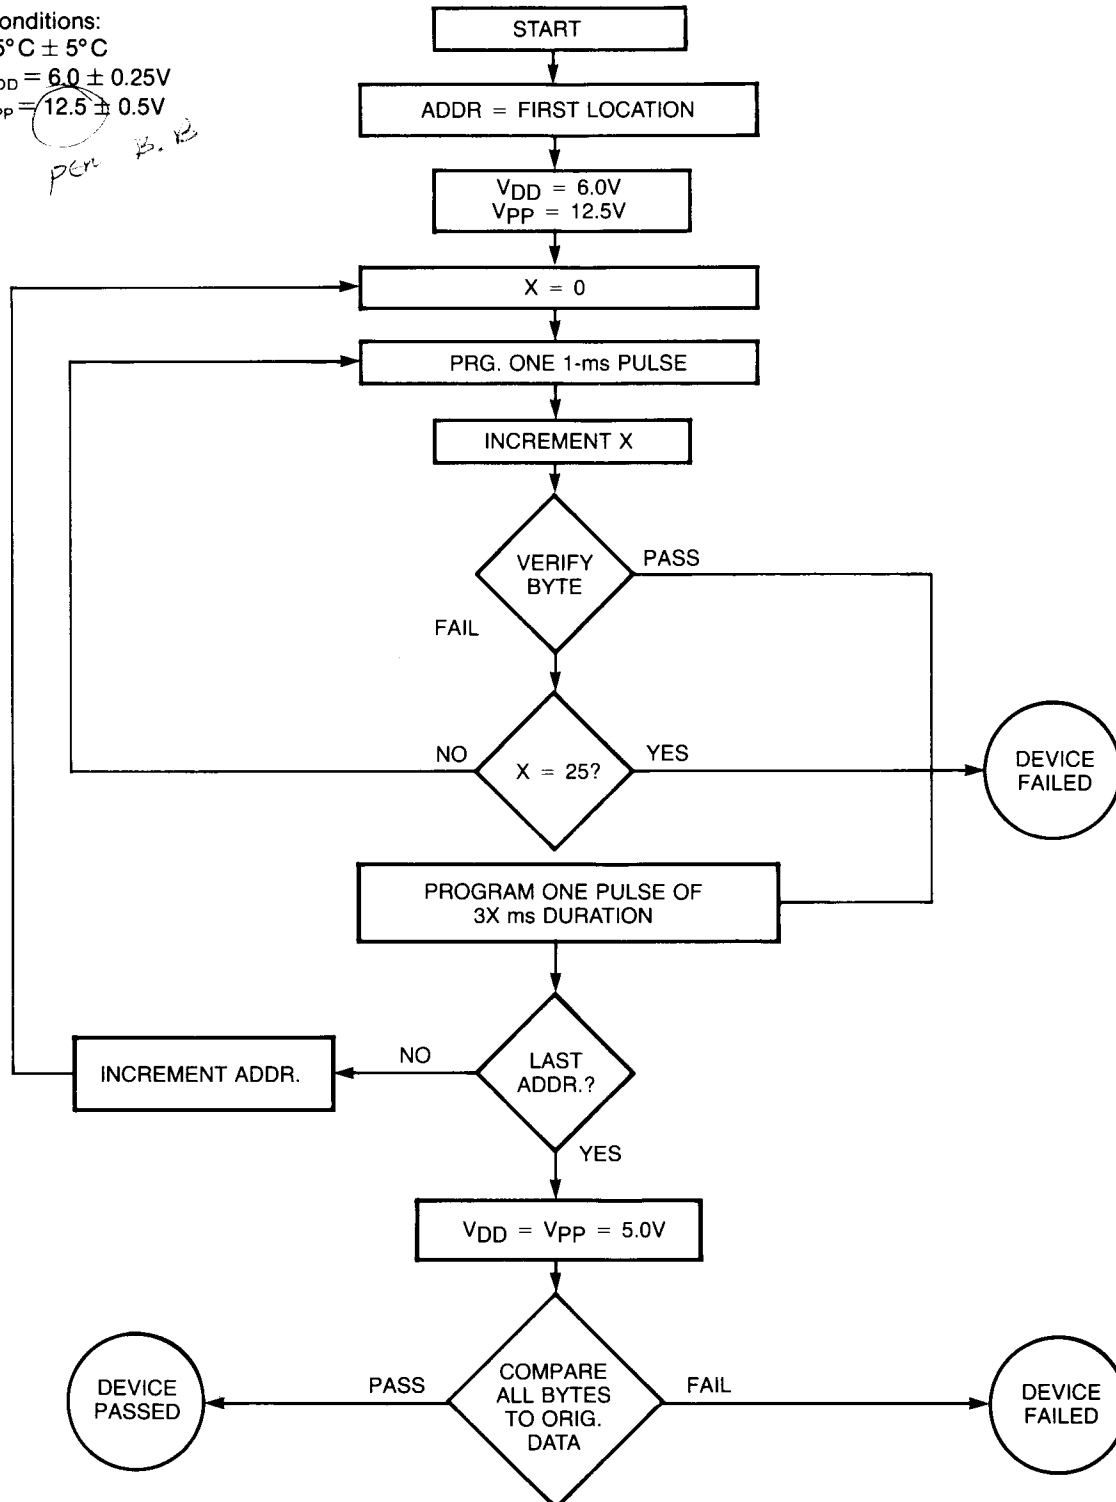 onditions:
5°C ± 5°C
DD = 6.0 ± 0.25V
PP = 12.5 ± 0.5V
per B.B
START
ADDR = FIRST LOCATION
VDD = 6.0V
VPP = 12.5V
X = 0
PRG. ONE 1-ms PULSE
INCREMENT X
VERIFY
BYTE
PASS
FAIL
X = 25?
NO
YES
DEVICE
FAILED
PROGRAM ONE PULSE OF
3X ms DURATION
LAST
ADDR.?
NO
INCREMENT ADDR.
YES
VDD = VPP = 5.0V
COMPARE
ALL BYTES
TO ORIG.
DATA
PASS
DEVICE
PASSED
FAIL
DEVICE
FAILED